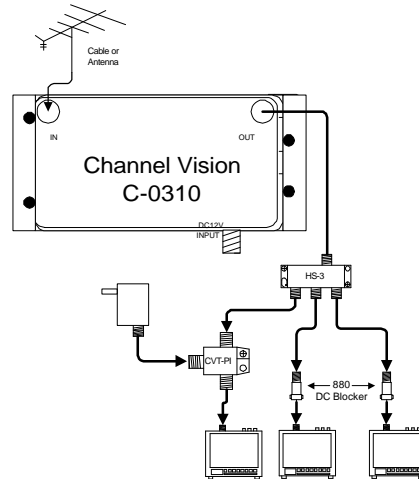 Cable or
Antenna
IN
OUT
Channel Vision
C-0310
DC12V
INPUT
HS-3
CVT-PI
880
DC Blocker